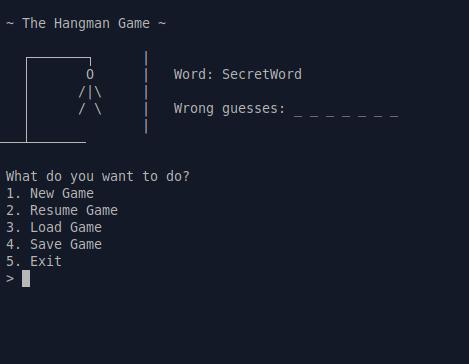 ~ The Hangman Game ~
O | Word: SecretWord
/|\ |
/ \ | Wrong guesses: _ _ _ _ _ _ _
What do you want to do?
1. New Game
2. Resume Game
3. Load Game
4. Save Game
5. Exit
>